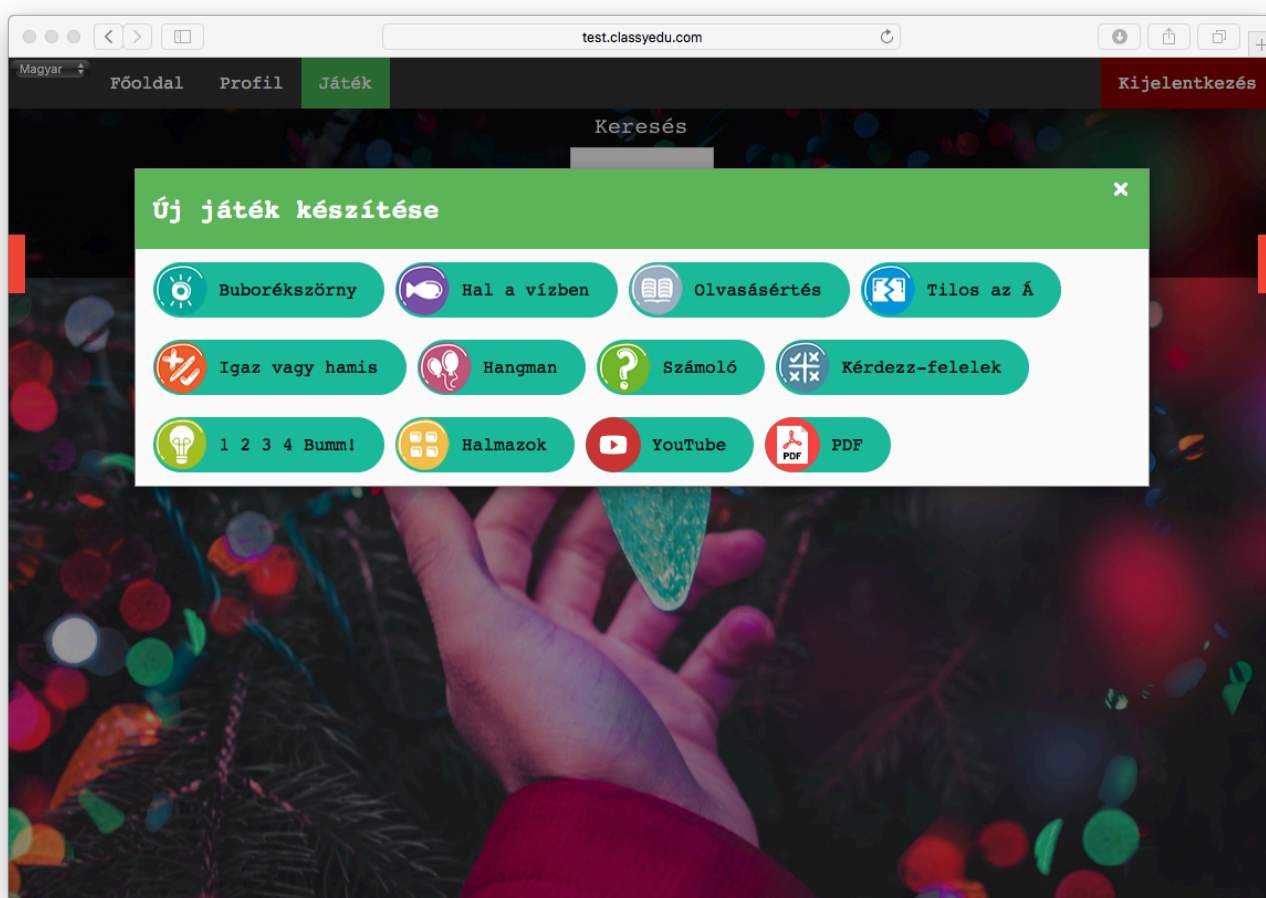 test.classyedu.com
Magyar Főoldal Profil Játék Kijelentkezés
Keresés
Új játék készítése
Buborékszörny Hal a vízben Olvasásértés Tilos az Á
Igaz vagy hamis Hangman Számoló Kérdezz-felelek
1 2 3 4 Bumm! Halmazok YouTube PDF PDF